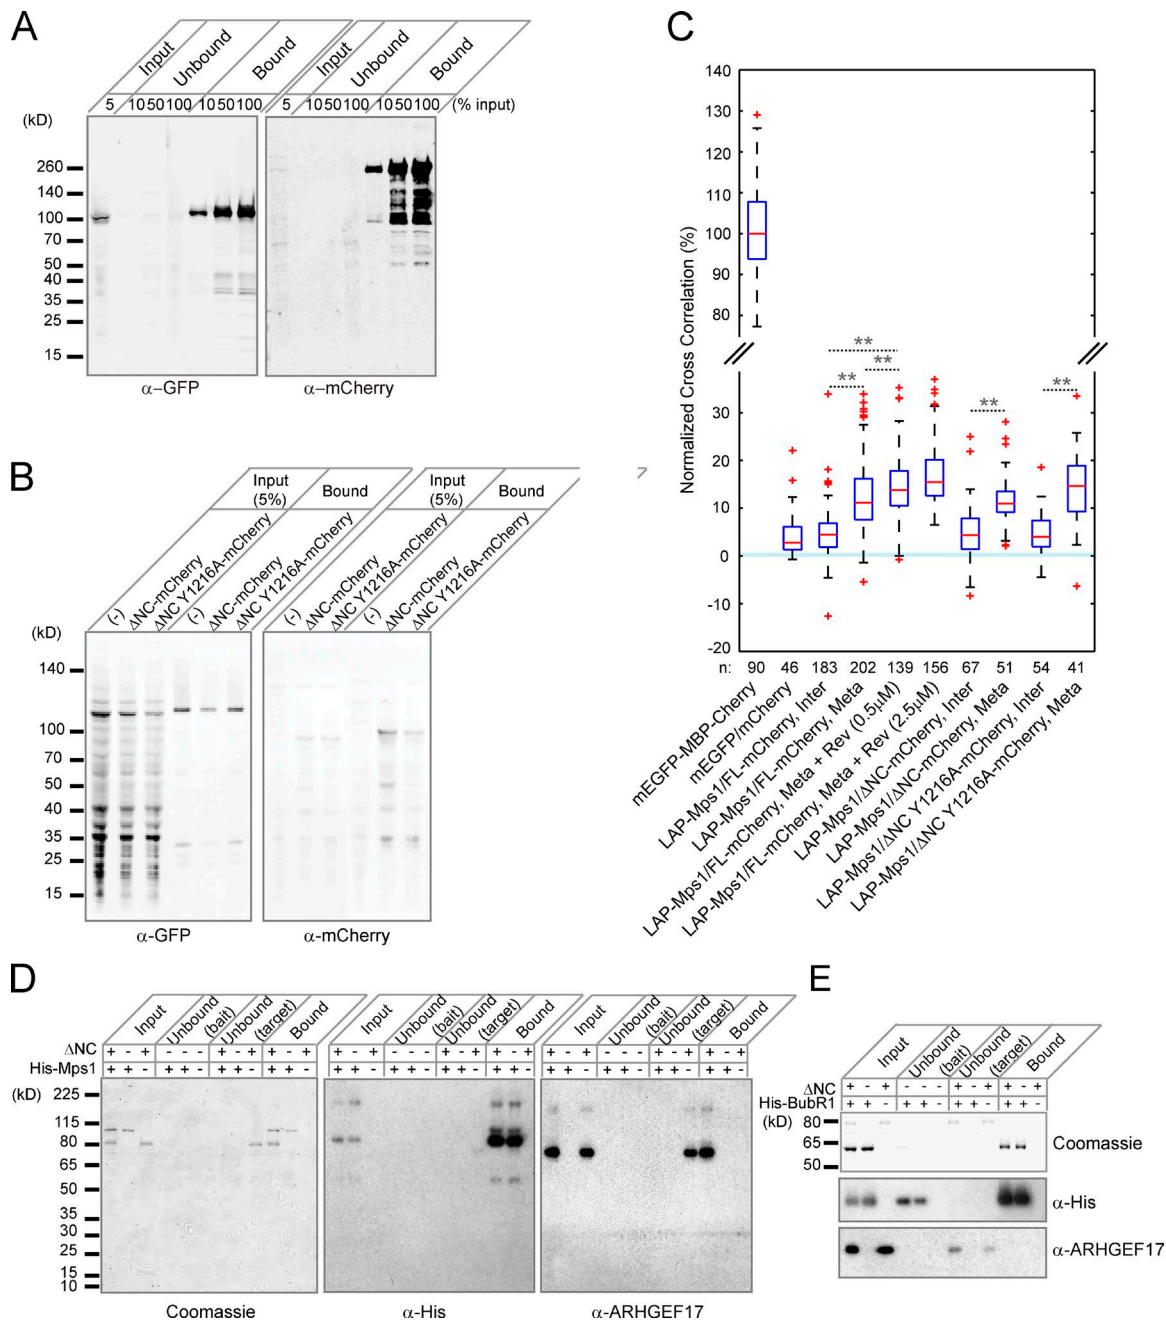 A
Input
Unbound
Bound
Input
Unbound
Bound
5 10 50 100 10 50 100 5 10 50 100 10 50 100 (% input)
(kD)
260
140
100
70
50
40
35
25
15
α-GFP
α-mCherry
B
Input (5%)
Bound
Input (5%)
Bound
(-)
ΔNC-mCherry
ΔNC Y1216A-mCherry
(-)
ΔNC-mCherry
ΔNC Y1216A-mCherry
(-)
ΔNC-mCherry
ΔNC Y1216A-mCherry
(-)
ΔNC-mCherry
ΔNC Y1216A-mCherry
(kD)
140
100
70
50
40
35
25
15
α-GFP
α-mCherry
C
Normalized Cross Correlation (%)
140
130
120
110
100
90
80
30
20
10
0
-10
-20
**
**
**
**
**
n: 90 46 183 202 139 156 67 51 54 41
mEGFP-MBP-Cherry
mEGFP/mCherry
LAP-Mps1/FL-mCherry, Inter
LAP-Mps1/FL-mCherry, Meta
LAP-Mps1/FL-mCherry, Meta + Rev (0.5μM)
LAP-Mps1/FL-mCherry, Meta + Rev (2.5μM)
LAP-Mps1/ΔNC-mCherry, Inter
LAP-Mps1/ΔNC-mCherry, Meta
LAP-Mps1/ΔNC Y1216A-mCherry, Inter
LAP-Mps1/ΔNC Y1216A-mCherry, Meta
D
Input
Unbound (bait)
Unbound (target)
Bound
Input
Unbound (bait)
Unbound (target)
Bound
Input
Unbound (bait)
Unbound (target)
Bound
ΔNC + - + - - - + - + + - + + - + - - - + - + + - + + - + - - - + - + + - +
His-Mps1 + + - + + - + + - + + - + + - + + - + + - + + - + + - + + - + + - + + -
(kD)
225
115
80
65
50
35
30
25
15
10
Coomassie
α-His
α-ARHGEF17
E
Input
Unbound (bait)
Unbound (target)
Bound
ΔNC + - + - - - + - + + - +
His-BubR1 + + - + + - + + - + + -
(kD)
80
65
50
Coomassie
α-His
α-ARHGEF17